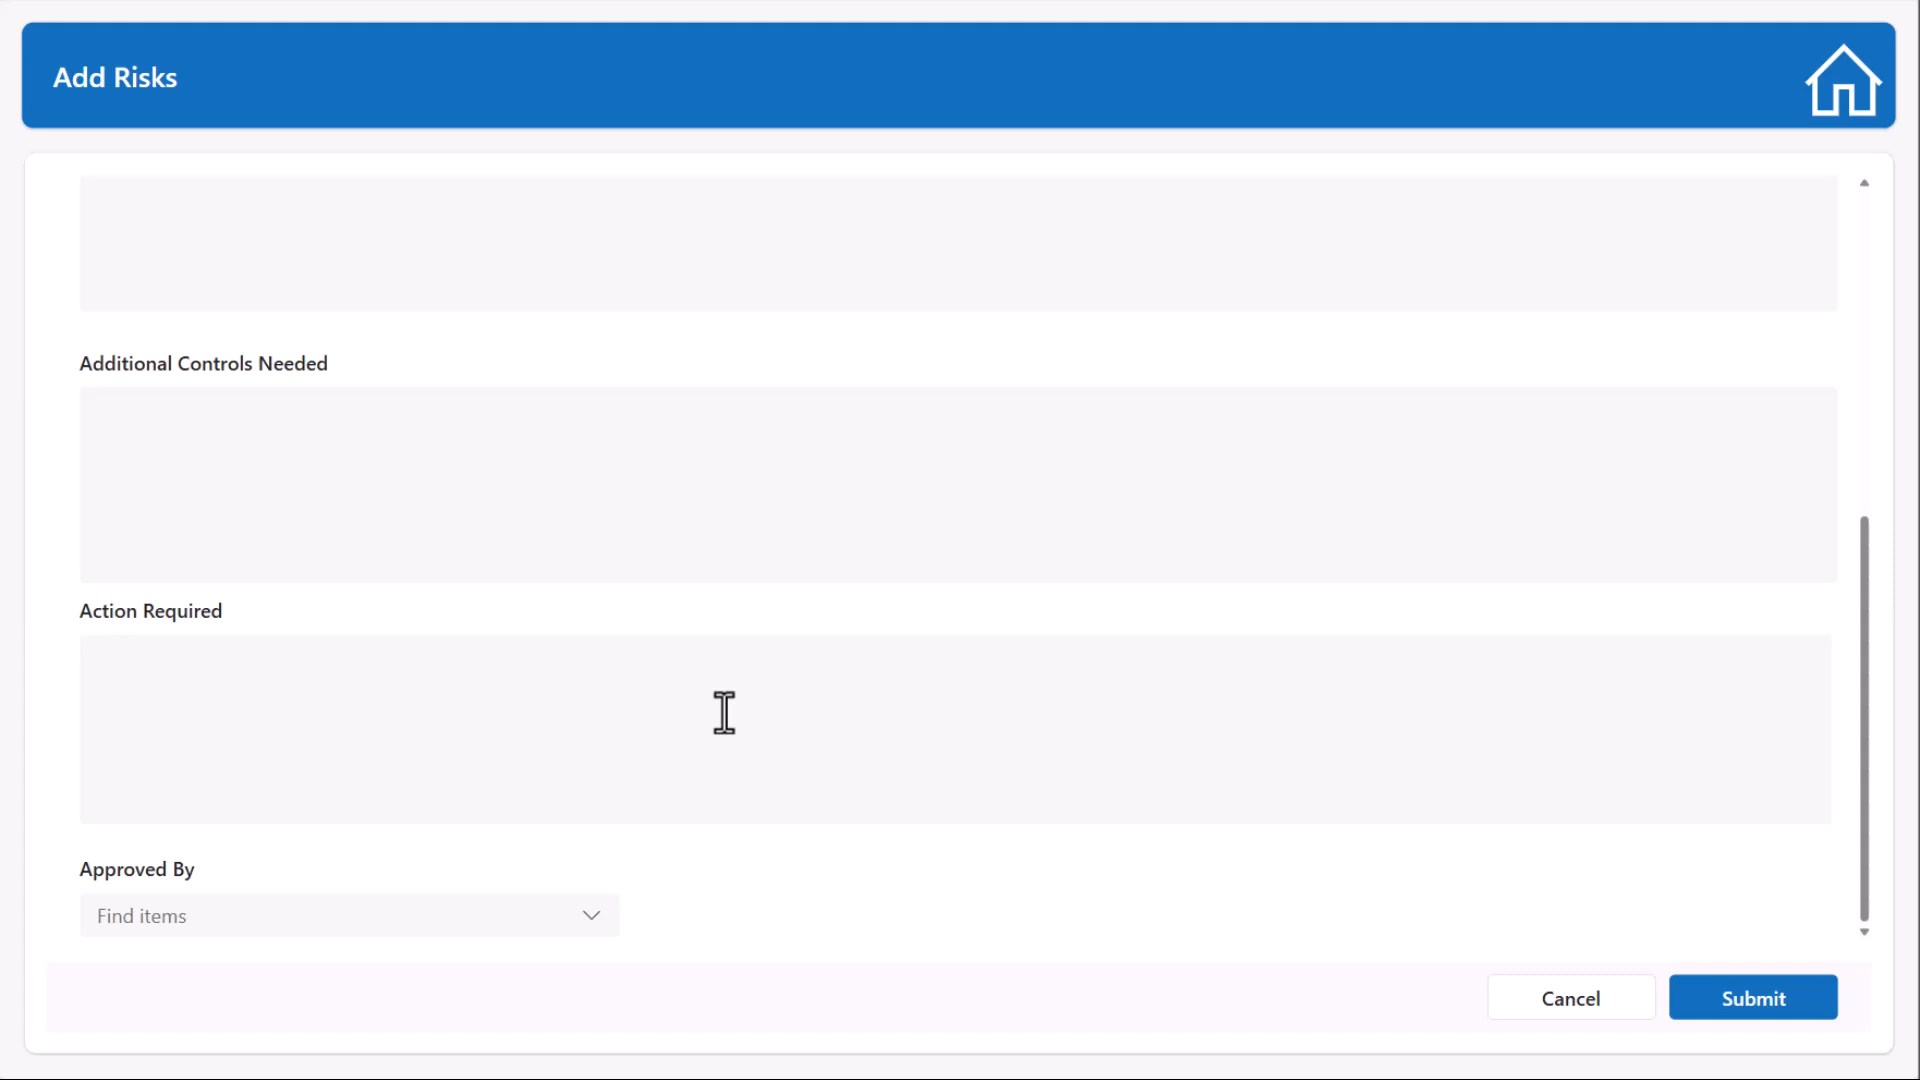 Add Risks
Additional Controls Needed
Action Required
Approved By
Find items
Cancel
Submit